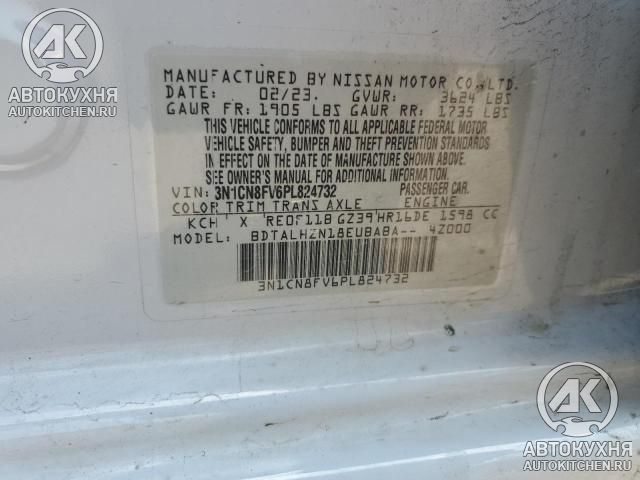 MANUFACTURED BY NISSAN MOTOR CO.,LTD.
DATE: 02/23. GVWR: 3624 LBS
GAWR FR: 1905 LBS GAWR RR: 1735 LBS
THIS VEHICLE CONFORMS TO ALL APPLICABLE FEDERAL MOTOR
VEHICLE SAFETY, BUMPER AND THEFT PREVENTION STANDARDS
IN EFFECT ON THE DATE OF MANUFACTURE SHOWN ABOVE.
SEE OWNER'S MANUAL FOR ADDITIONAL INFORMATION.
VIN: 3N1CN8FV6PL824732 PASSENGER CAR.
COLOR TRIM TRANS AXLE ENGINE
KCH X RE0F11B GZ39 HR16DE 1598 CC
MODEL: BDTALHZN18EUBABA-- 4Z000
3N1CN8FV6PL824732
АК
АВТОКУХНЯ
AUTOKITCHEN.RU
АК
АВТОКУХНЯ
AUTOKITCHEN.RU